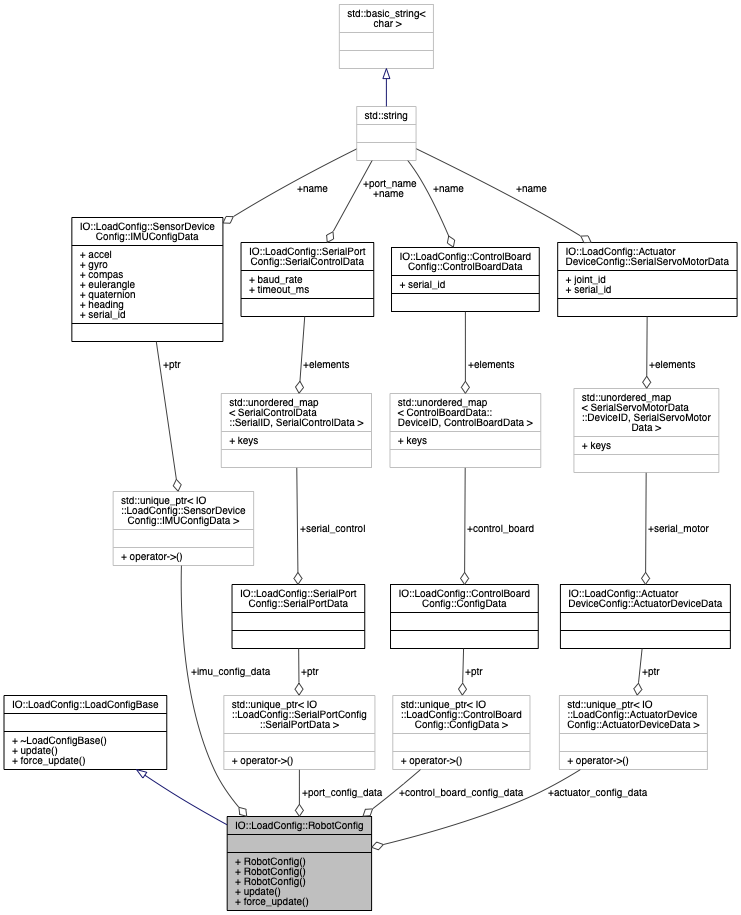 std::basic_string<
char >
std::string
+name
+port_name
+name
+name
+name
IO::LoadConfig::SensorDevice
Config::IMUConfigData
+ accel
+ gyro
+ compas
+ eulerangle
+ quaternion
+ heading
+ serial_id
IO::LoadConfig::SerialPort
Config::SerialControlData
+ baud_rate
+ timeout_ms
IO::LoadConfig::ControlBoard
Config::ControlBoardData
+ serial_id
IO::LoadConfig::Actuator
DeviceConfig::SerialServoMotorData
+ joint_id
+ serial_id
+ptr
+elements
+elements
+elements
std::unordered_map
< SerialControlData
::SerialID, SerialControlData >
+ keys
std::unordered_map
< ControlBoardData::
DeviceID, ControlBoardData >
+ keys
std::unordered_map
< SerialServoMotorData
::DeviceID, SerialServoMotor
Data >
+ keys
std::unique_ptr< IO
::LoadConfig::SensorDevice
Config::IMUConfigData >
+ operator->()
+serial_control
+control_board
+serial_motor
IO::LoadConfig::SerialPort
Config::SerialPortData
IO::LoadConfig::ControlBoard
Config::ConfigData
IO::LoadConfig::Actuator
DeviceConfig::ActuatorDeviceData
+imu_config_data
+ptr
+ptr
+ptr
IO::LoadConfig::LoadConfigBase
+ ~LoadConfigBase()
+ update()
+ force_update()
std::unique_ptr< IO
::LoadConfig::SerialPortConfig
::SerialPortData >
+ operator->()
std::unique_ptr< IO
::LoadConfig::ControlBoard
Config::ConfigData >
+ operator->()
std::unique_ptr< IO
::LoadConfig::ActuatorDevice
Config::ActuatorDeviceData >
+ operator->()
+port_config_data
+control_board_config_data
+actuator_config_data
IO::LoadConfig::RobotConfig
+ RobotConfig()
+ RobotConfig()
+ RobotConfig()
+ update()
+ force_update()